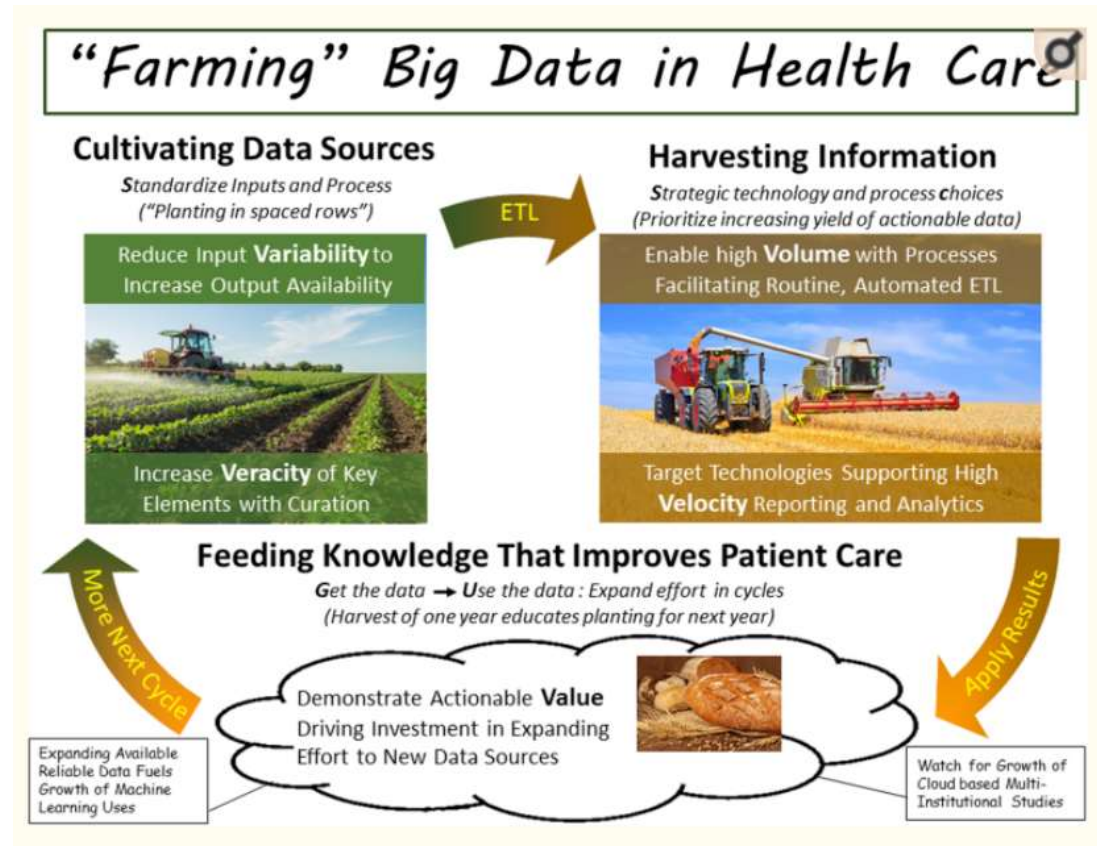 “Farming” Big Data in Health Care
Cultivating Data Sources
Standardize Inputs and Process
(“Planting in spaced rows”)
Reduce Input Variability to
Increase Output Availability
Increase Veracity of Key
Elements with Curation
ETL
Harvesting Information
Strategic technology and process choices
(Prioritize increasing yield of actionable data)
Enable high Volume with Processes
Facilitating Routine, Automated ETL
Target Technologies Supporting High
Velocity Reporting and Analytics
Apply Results
Feeding Knowledge That Improves Patient Care
Get the data → Use the data : Expand effort in cycles
(Harvest of one year educates planting for next year)
Demonstrate Actionable Value
Driving Investment in Expanding
Effort to New Data Sources
More Next Cycle
Expanding Available
Reliable Data Fuels
Growth of Machine
Learning Uses
Watch for Growth of
Cloud based Multi-
Institutional Studies